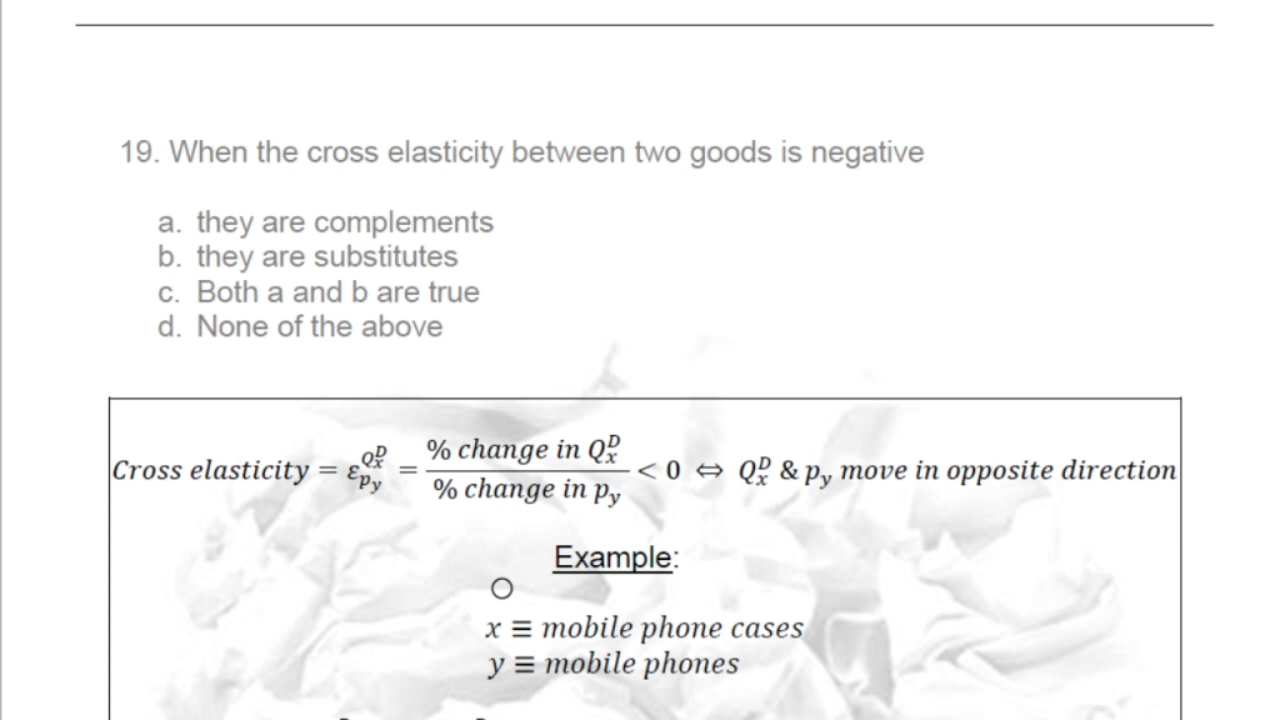 19. When the cross elasticity between two goods is negative
a. they are complements
b. they are substitutes
c. Both a and b are true
d. None of the above
Cross elasticity = ε_{p_y}^{Q_x^D} = \frac{% change in Q_x^D}{% change in p_y} < 0 ⇔ Q_x^D & p_y move in opposite direction
Example:
x ≡ mobile phone cases
y ≡ mobile phones